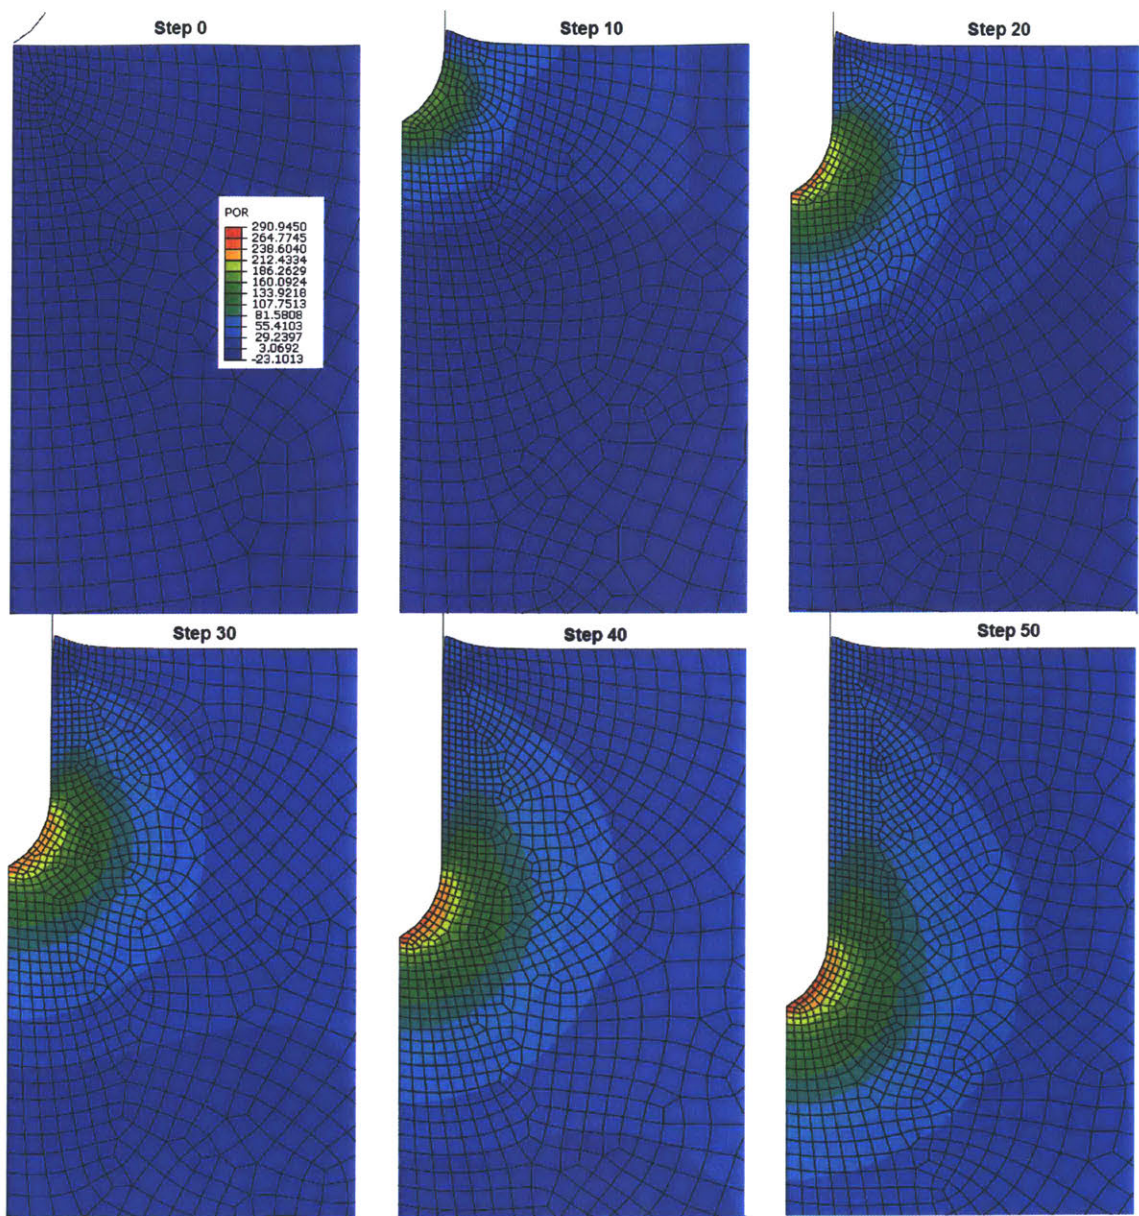 Step 0
Step 10
Step 20
POR
290.9450
264.7745
238.6040
212.4334
186.2629
160.0924
133.9218
107.7513
81.5808
55.4103
29.2397
3.0692
-23.1013
Step 30
Step 40
Step 50